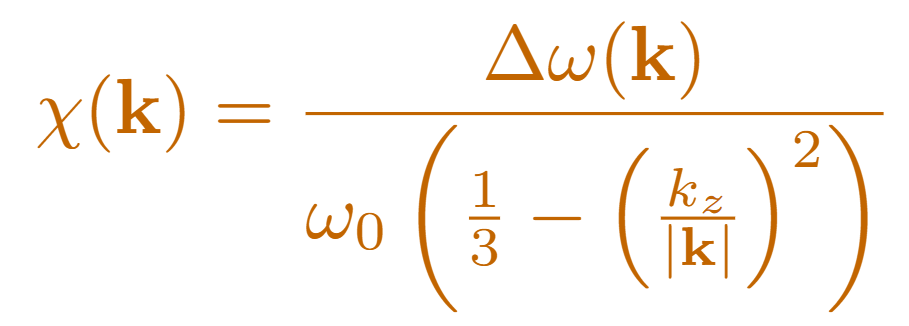 χ(𝐤) = Δω(𝐤) / ω₀ (1/3 − (k_z/|𝐤|)²)